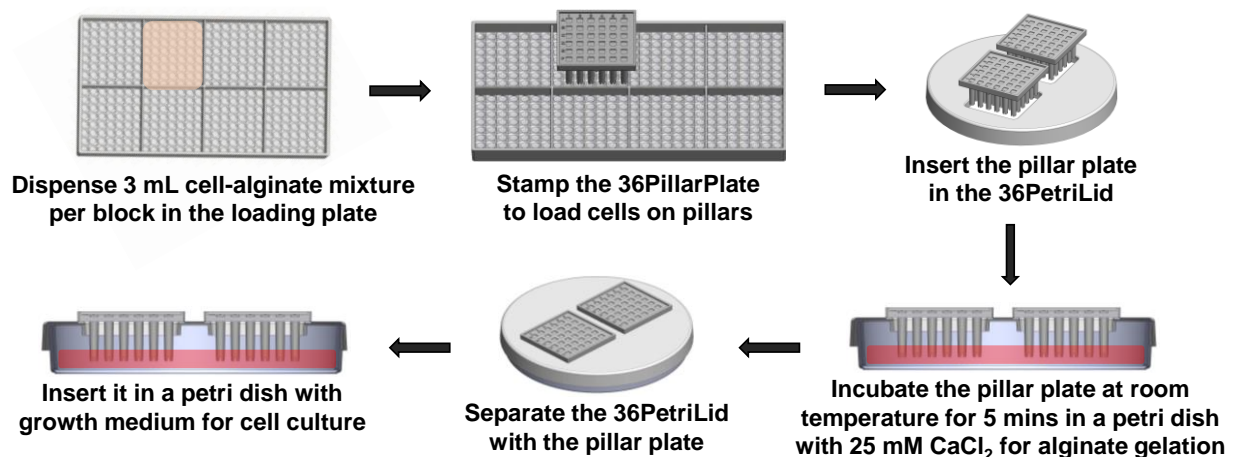 Dispense 3 mL cell-alginate mixture
per block in the loading plate
Stamp the 36PillarPlate
to load cells on pillars
Insert the pillar plate
in the 36PetriLid
Incubate the pillar plate at room
temperature for 5 mins in a petri dish
with 25 mM CaCl₂ for alginate gelation
Separate the 36PetriLid
with the pillar plate
Insert it in a petri dish with
growth medium for cell culture